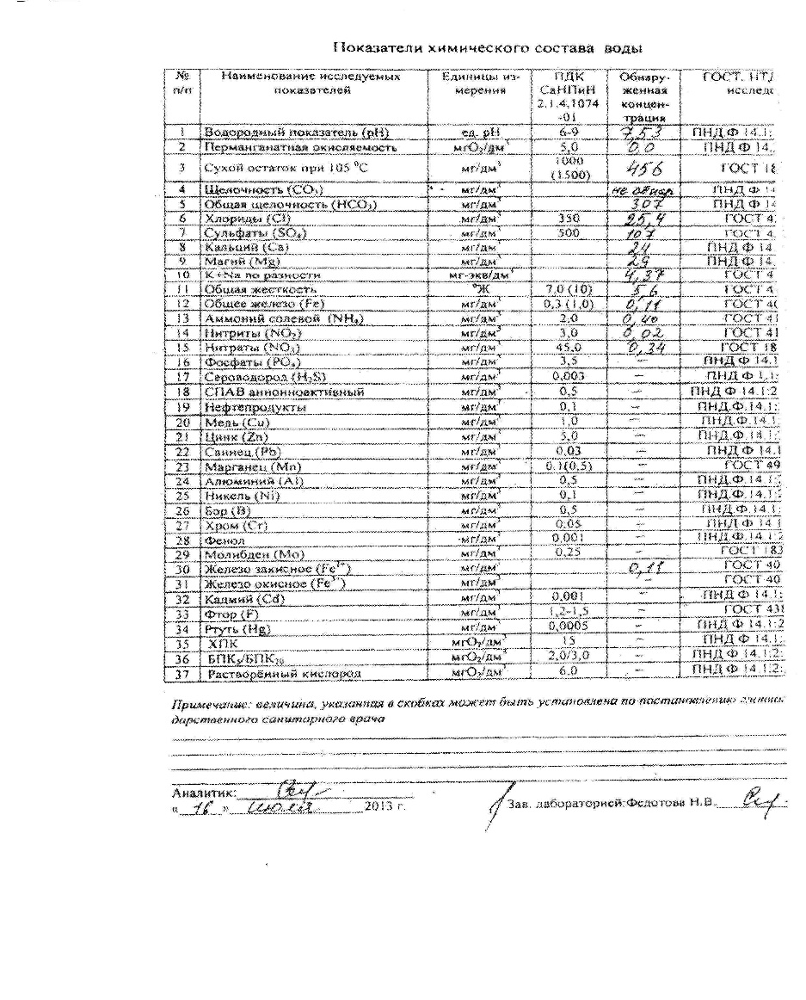 Показатели химического состава воды
№ п/п Наименование исследуемых показателей Единицы измерения ПДК СаНПиН 2.1.4.1074-01 Обнаруженная концентрация ГОСТ, НТД исслед
1 Водородный показатель (pH) ед. pH 6-9 7,53 ПНД Ф 14.1:
2 Перманганатная окисляемость мгО₂/дм³ 5,0 0,0 ПНД Ф 14.
3 Сухой остаток при 105 ⁰С мг/дм³ 1000 (1500) 456 ГОСТ 18
4 Щелочность (CO₃) мг/дм³ не обнар ПНД Ф 14
5 Общая щелочность (HCO₃) мг/дм³ 307 ПНД Ф 14
6 Хлориды (Cl) мг/дм³ 350 25,4 ГОСТ 4
7 Сульфаты (SO₄) мг/дм³ 500 107 ГОСТ 4
8 Кальций (Ca) мг/дм³ 24 ПНД Ф 14
9 Магний (Mg) мг/дм³ 29 ПНД Ф 14
10 K+Na по разности мг-экв/дм³ 4,37 ГОСТ 4
11 Общая жесткость ⁰Ж 7,0 (10) 5,6 ГОСТ 4
12 Общее железо (Fe) мг/дм³ 0,3 (1,0) 0,11 ГОСТ 40
13 Аммоний солевой (NH₄) мг/дм³ 2,0 0,40 ГОСТ 41
14 Нитриты (NO₂) мг/дм³ 3,0 0,02 ГОСТ 41
15 Нитраты (NO₃) мг/дм³ 45,0 0,34 ГОСТ 18
16 Фосфаты (PO₄) мг/дм³ 3,5 – ПНД Ф 14.1
17 Сероводород (H₂S) мг/дм³ 0,003 – ПНД Ф 1.1:
18 СПАВ анионноактивный мг/дм³ 0,5 – ПНД Ф 14.1:2
19 Нефтепродукты мг/дм³ 0,1 – ПНД.Ф.14.1:
20 Медь (Cu) мг/дм³ 1,0 – ПНД.Ф.14.1
21 Цинк (Zn) мг/дм³ 5,0 – ПНД.Ф.14.1:
22 Свинец (Pb) мг/дм³ 0,03 – ПНД Ф 14.1
23 Марганец (Mn) мг/дм³ 0,1(0,5) – ГОСТ 49
24 Алюминий (Al) мг/дм³ 0,5 – ПНД.Ф.14.1:
25 Никель (Ni) мг/дм³ 0,1 – ПНД.Ф.14.1:
26 Бор (B) мг/дм³ 0,5 – ПНД Ф 14.1:
27 Хром (Cr) мг/дм³ 0,05 – ПНД Ф 14.1
28 Фенол мг/дм³ 0,001 – ПНД.Ф.14.1:2
29 Молибден (Mo) мг/дм³ 0,25 – ГОСТ 183
30 Железо закисное (Fe²⁺) мг/дм³ 0,11 ГОСТ 40
31 Железо окисное (Fe³⁺) мг/дм³ – ГОСТ 40
32 Кадмий (Cd) мг/дм³ 0,001 – ПНД Ф 14.1:
33 Фтор (F) мг/дм³ 1,2-1,5 – ГОСТ 438
34 Ртуть (Hg) мг/дм³ 0,0005 – ПНД Ф 14.1:2
35 ХПК мгО₂/дм³ 15 – ПНД Ф 14.1:
36 БПК₅/БПК₂₀ мгО₂/дм³ 2,0/3,0 – ПНД Ф 14.1:2:
37 Растворённый кислород мгО₂/дм³ 6,0 – ПНД Ф 14.1:2:
Примечание: величина, указанная в скобках может быть установлена по постановлению
дарственного санитарного врача
Аналитик:
« 16 » июля 2013 г. Зав. лабораторией: Федотова Н.В.